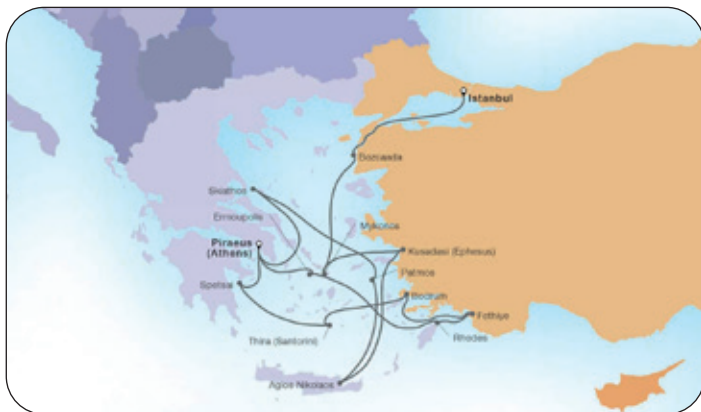 Istanbul
Bozcaada
Skiathos
Ermoupolis
Mykonos
Piraeus
(Athens)
Kusadasi (Ephesus)
Patmos
Spetsai
Bodrum
Fethiye
Thira (Santorini)
Rhodes
Agios Nikolaos